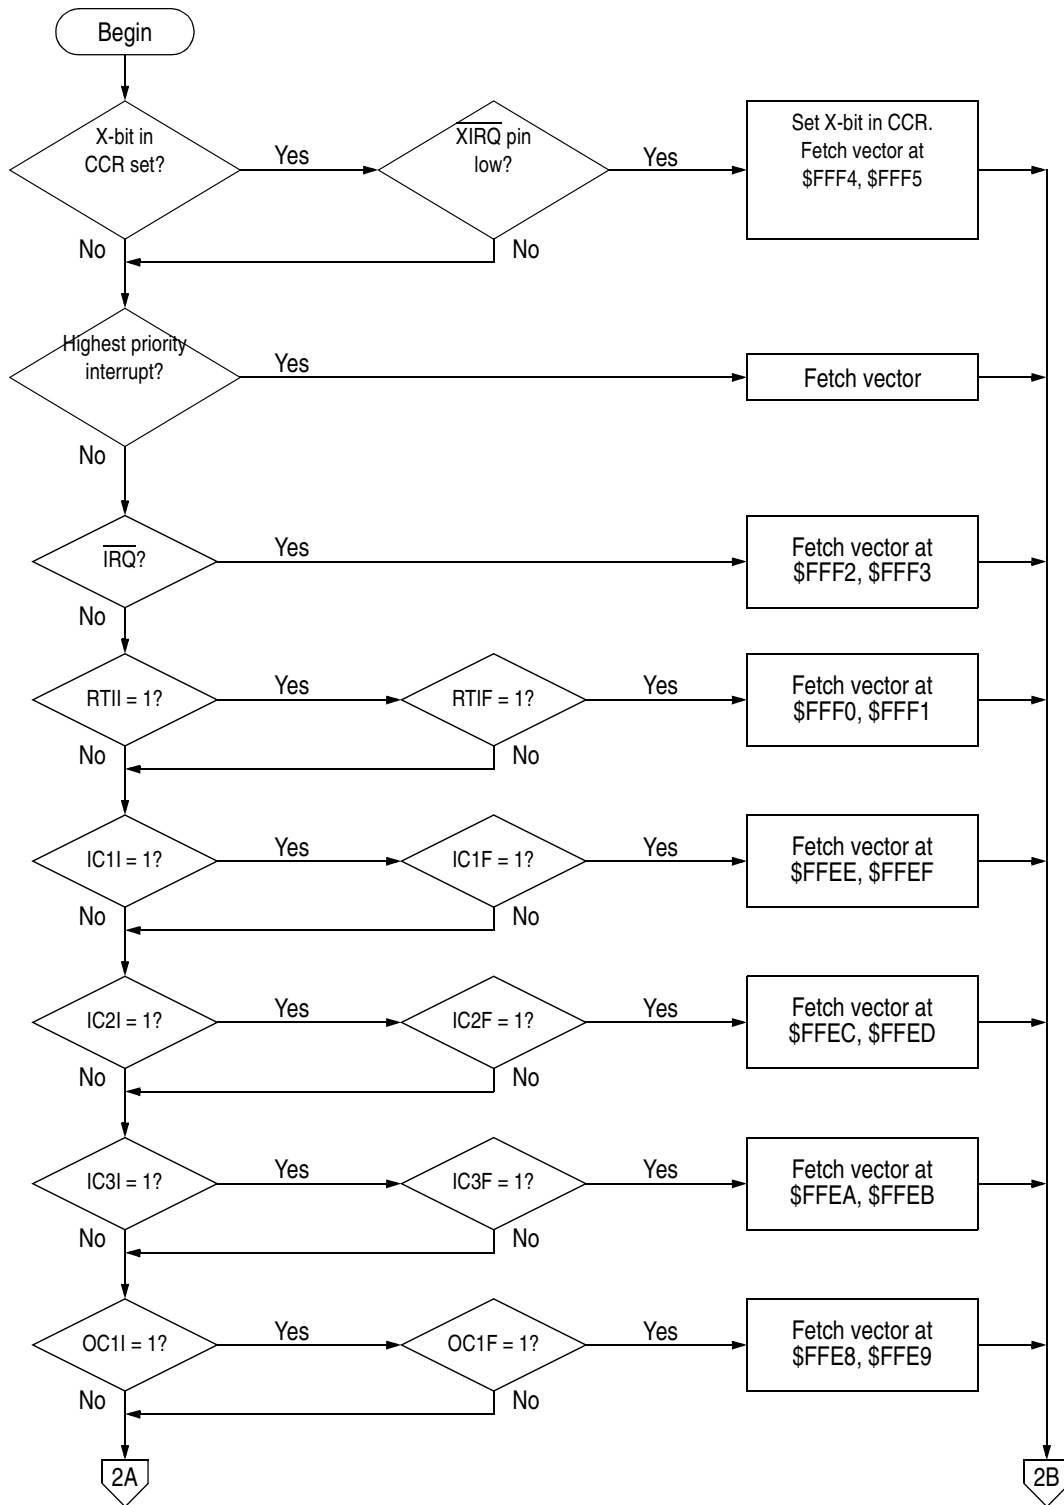 Begin
X-bit in
CCR set?
Yes
XIRQ pin
low?
Yes
Set X-bit in CCR.
Fetch vector at
$FFF4, $FFF5
No
No
Highest priority
interrupt?
Yes
Fetch vector
No
IRQ?
Yes
Fetch vector at
$FFF2, $FFF3
No
RTII = 1?
Yes
RTIF = 1?
Yes
Fetch vector at
$FFF0, $FFF1
No
No
IC1I = 1?
Yes
IC1F = 1?
Yes
Fetch vector at
$FFEE, $FFEF
No
No
IC2I = 1?
Yes
IC2F = 1?
Yes
Fetch vector at
$FFEC, $FFED
No
No
IC3I = 1?
Yes
IC3F = 1?
Yes
Fetch vector at
$FFEA, $FFEB
No
No
OC1I = 1?
Yes
OC1F = 1?
Yes
Fetch vector at
$FFE8, $FFE9
No
No
2A
2B